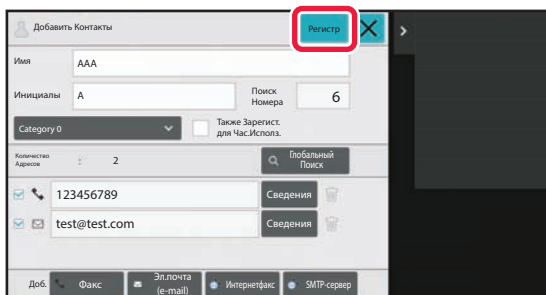 Добавить Контакты
Регистр
Имя
AAA
Инициалы
A
Поиск
Номера
6
Category 0
Также Зарегист.
для Час.Исполз.
Количество
Адресов
:
2
Глобальный
Поиск
123456789
Сведения
test@test.com
Сведения
Доб.
Факс
Эл.почта
(e-mail)
Интернетфакс
SMTP-сервер